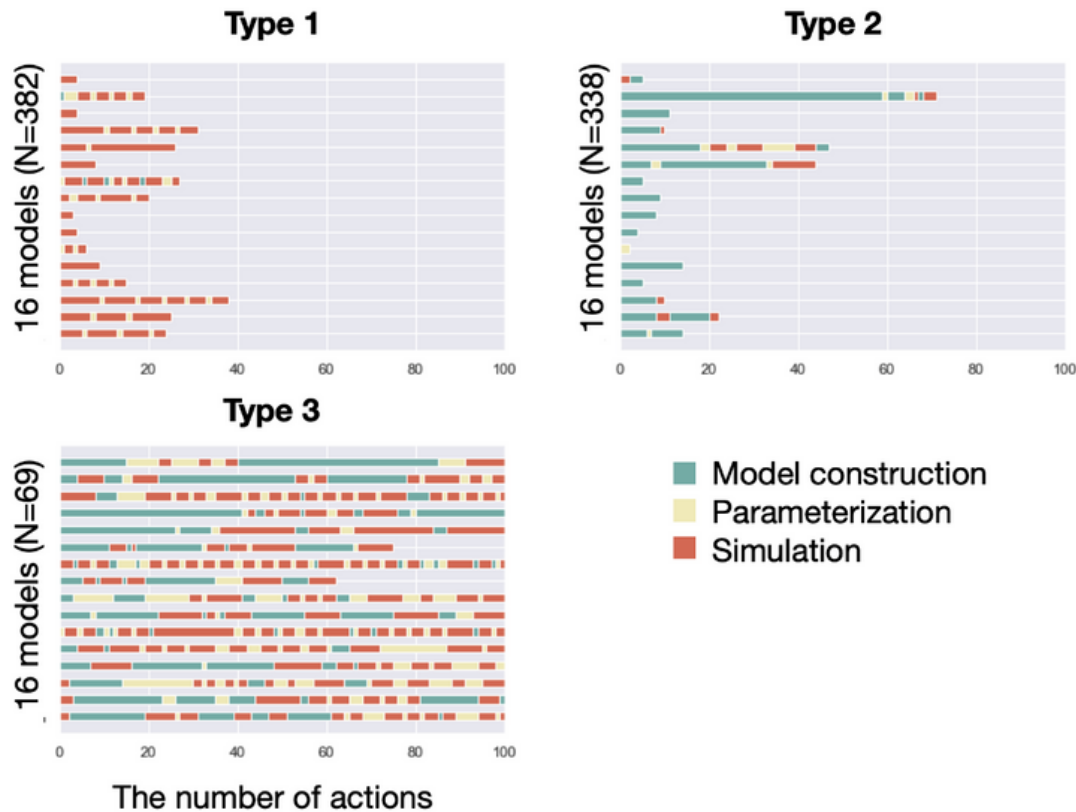 Type 1
Type 2
16 models (N=382)
0 20 40 60 80 100
16 models (N=338)
0 20 40 60 80 100
Type 3
16 models (N=69)
0 20 40 60 80 100
The number of actions
Model construction
Parameterization
Simulation